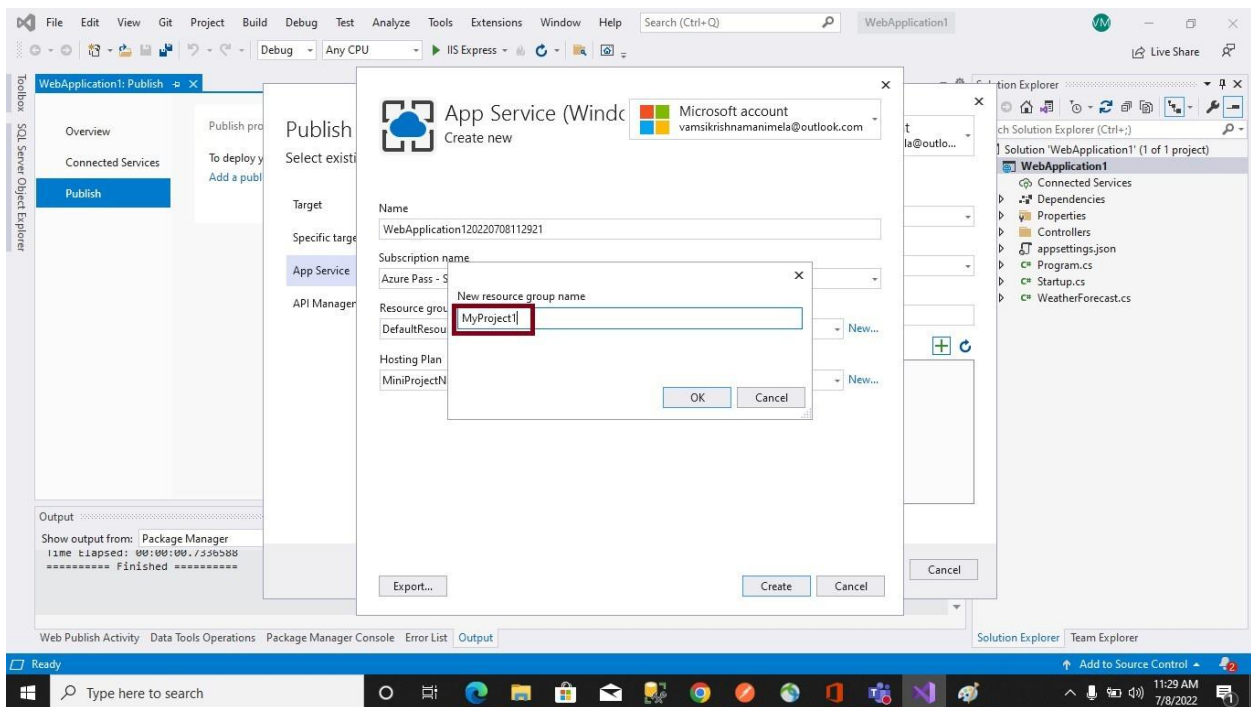 File Edit View Git Project Build Debug Test Analyze Tools Extensions Window Help Search (Ctrl+Q) WebApplication1 VM
Debug Any CPU IIS Express Live Share
Toolbox
SQL Server Object Explorer
WebApplication1: Publish
Overview
Connected Services
Publish
Publish pro
To deploy y
Add a publ
Publish
Select existi
Target
Specific targe
App Service
API Manager
App Service (Windo
Create new
Microsoft account
vamsikrishnamanimela@outlook.com
t
la@outlo...
Name
WebApplication120220708112921
Subscription name
Azure Pass - S
Resource grou
DefaultResou
New...
Hosting Plan
MiniProjectN
New...
New resource group name
MyProject1
OK Cancel
Export... Create Cancel
Cancel
tion Explorer
ch Solution Explorer (Ctrl+;)
Solution 'WebApplication1' (1 of 1 project)
WebApplication1
Connected Services
Dependencies
Properties
Controllers
appsettings.json
C# Program.cs
C# Startup.cs
C# WeatherForecast.cs
Output
Show output from: Package Manager
Time Elapsed: 00:00:00.7336588
========== Finished ==========
Web Publish Activity Data Tools Operations Package Manager Console Error List Output
Solution Explorer Team Explorer
Ready Add to Source Control 2
Type here to search
11:29 AM
7/8/2022
1